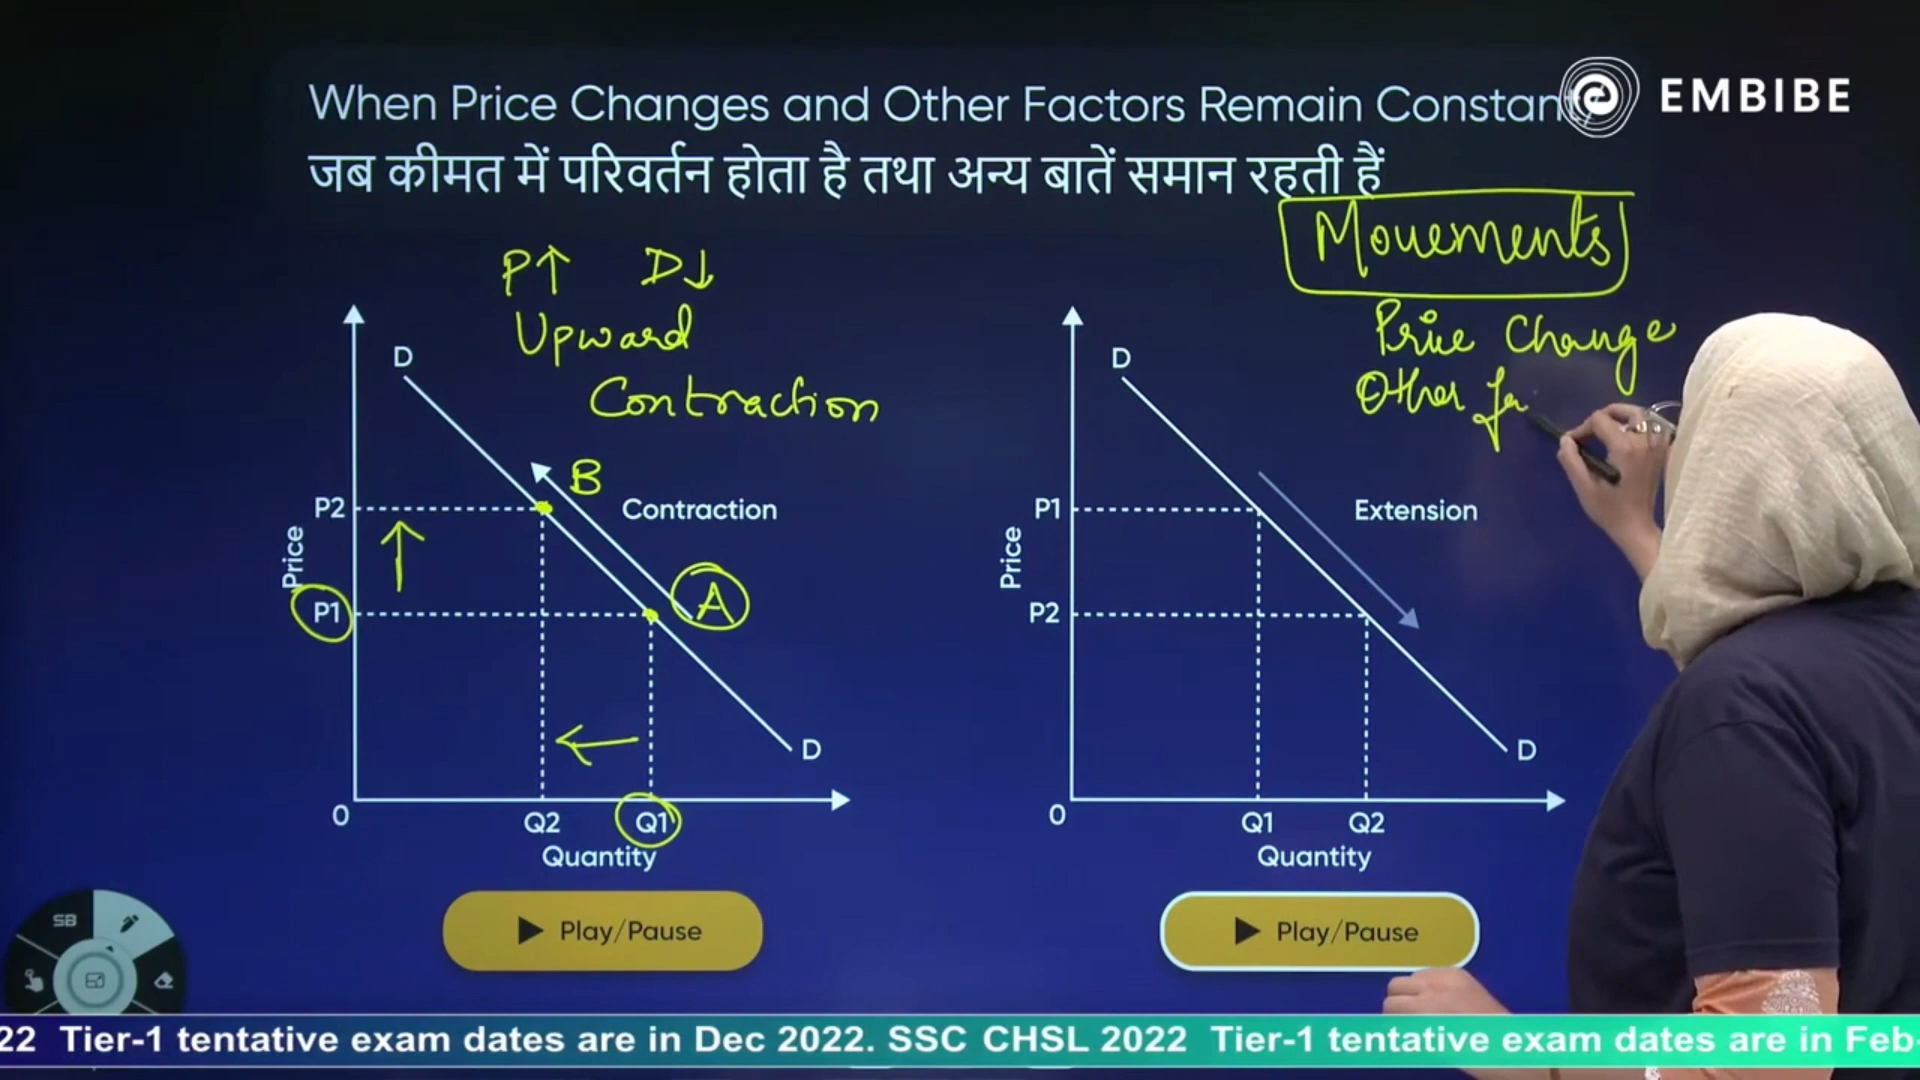 When Price Changes and Other Factors Remain Constant/
EMBIBE
जब कीमत में परिवर्तन होता है तथा अन्य बातें समान रहती हैं
Movements
P↑ D↓
Upward
Contraction
Price Change
Other fa
D
B
P2
Contraction
Price
P1
A
D
0
Q2
Q1
Quantity
Play/Pause
D
P1
Extension
Price
P2
D
0
Q1
Q2
Quantity
Play/Pause
SB
22 Tier-1 tentative exam dates are in Dec 2022. SSC CHSL 2022 Tier-1 tentative exam dates are in Feb-